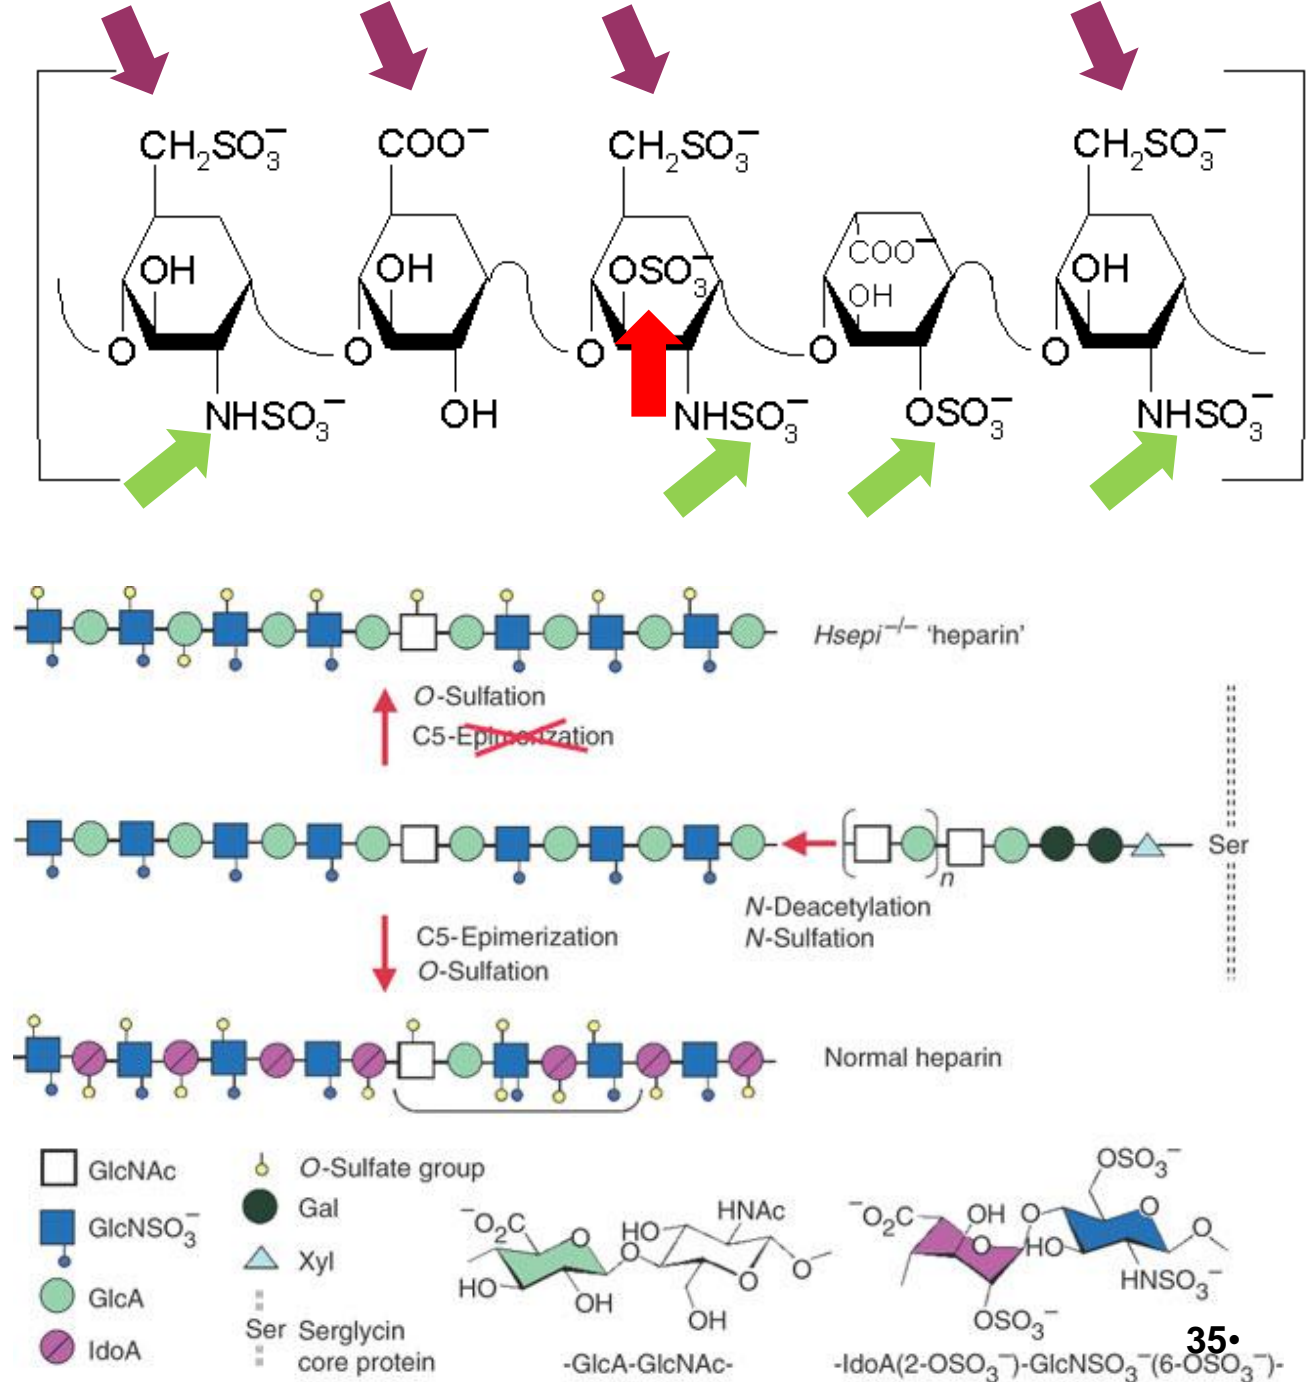 CH₂SO₃⁻ COO⁻ CH₂SO₃⁻ CH₂SO₃⁻
OH OH OSO₃⁻ COO⁻ OH OH
O O O O O
NHSO₃⁻ OH NHSO₃⁻ OSO₃⁻ NHSO₃⁻
Hsepi⁻/⁻ ‘heparin’
O-Sulfation
C5-Epimerization
n
Ser
N-Deacetylation
N-Sulfation
C5-Epimerization
O-Sulfation
Normal heparin
GlcNAc
GlcNSO₃⁻
GlcA
IdoA
O-Sulfate group
Gal
Xyl
Ser Serglycin
core protein
⁻O₂C O HO OH HO O HNAc O OH O
-GlcA-GlcNAc-
⁻O₂C OH O OSO₃⁻ O HO OSO₃⁻ O HNSO₃⁻ O
-IdoA(2-OSO₃⁻)-GlcNSO₃⁻(6-OSO₃⁻)-
35•